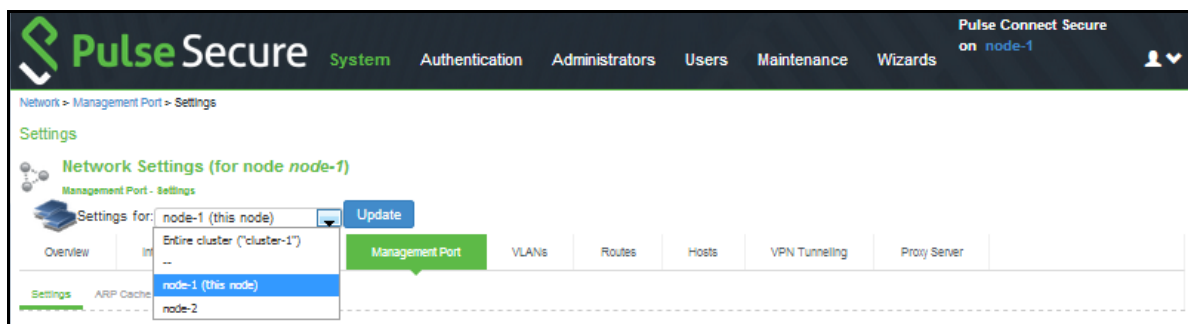 Pulse Connect Secure
Pulse Secure System Authentication Administrators Users Maintenance Wizards on node-1
Network > Management Port > Settings
Settings
Network Settings (for node node-1)
Management Port - Settings
Settings for: node-1 (this node) Update
Entire cluster ("cluster-1")
--
node-1 (this node)
node-2
Overview Management Port VLANs Routes Hosts VPN Tunneling Proxy Server
Settings ARP Cache